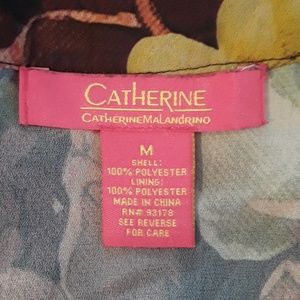 CATHERINE
CATHERINEMALANDRINO
M
SHELL:
100% POLYESTER
LINING:
100% POLYESTER
MADE IN CHINA
RN# 93178
SEE REVERSE
FOR CARE